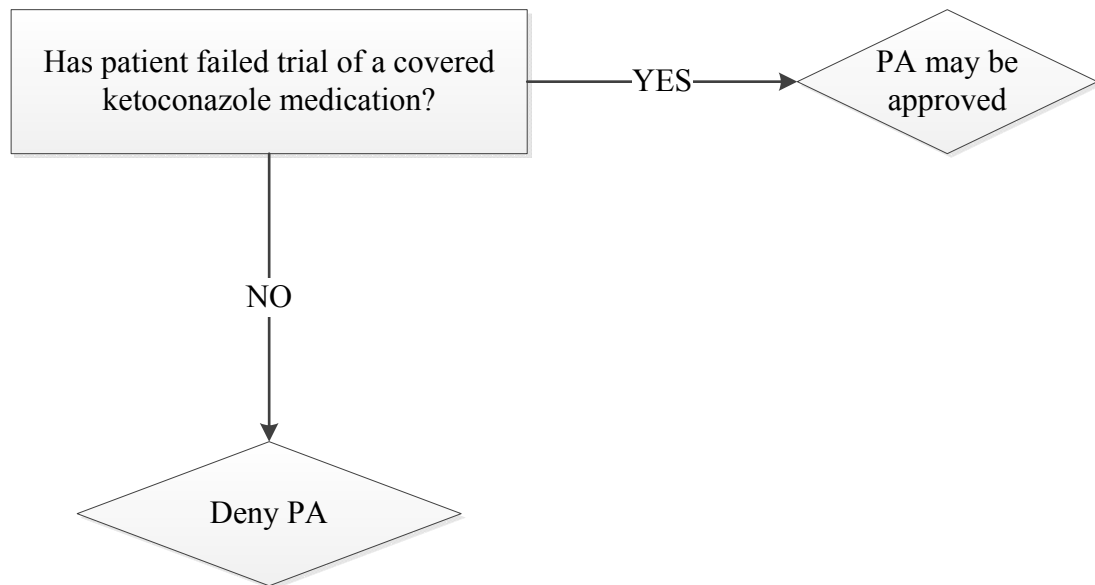 Has patient failed trial of a covered
ketoconazole medication?
YES
PA may be
approved
NO
Deny PA